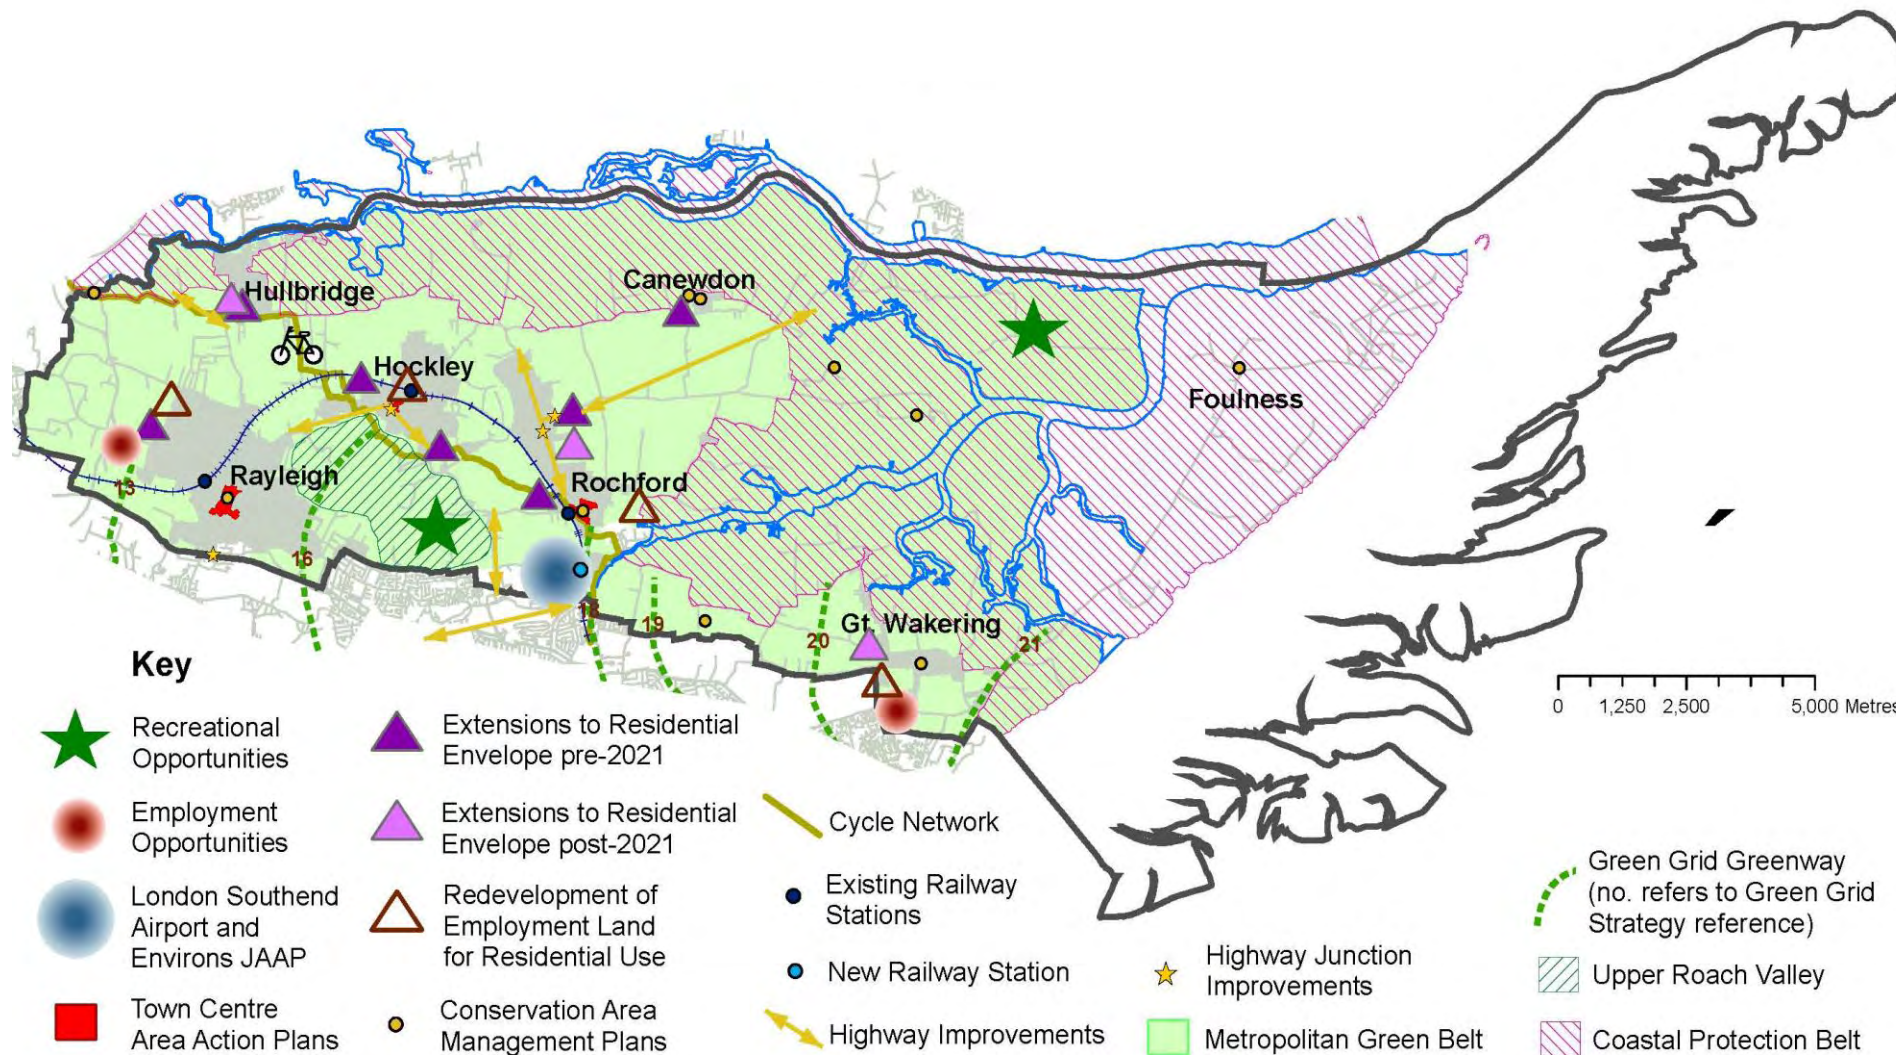 Hullbridge
Canewdon
Hockley
Foulness
Rayleigh
Rochford
13
16
18
19
20
21
Gt. Wakering
Key
Recreational
Opportunities
Employment
Opportunities
London Southend
Airport and
Environs JAAP
Town Centre
Area Action Plans
Extensions to Residential
Envelope pre-2021
Extensions to Residential
Envelope post-2021
Redevelopment of
Employment Land
for Residential Use
Conservation Area
Management Plans
Cycle Network
Existing Railway
Stations
New Railway Station
Highway Improvements
Highway Junction
Improvements
Metropolitan Green Belt
0 1,250 2,500 5,000 Metres
Green Grid Greenway
(no. refers to Green Grid
Strategy reference)
Upper Roach Valley
Coastal Protection Belt